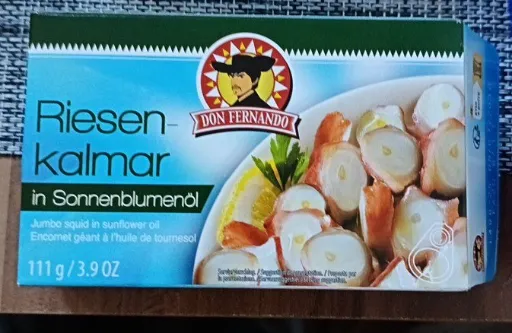 DON FERNANDO
Riesen-
kalmar
in Sonnenblumenöl
Jumbo squid in sunflower oil
Encornet géant à l'huile de tournesol
111 g / 3.9 OZ